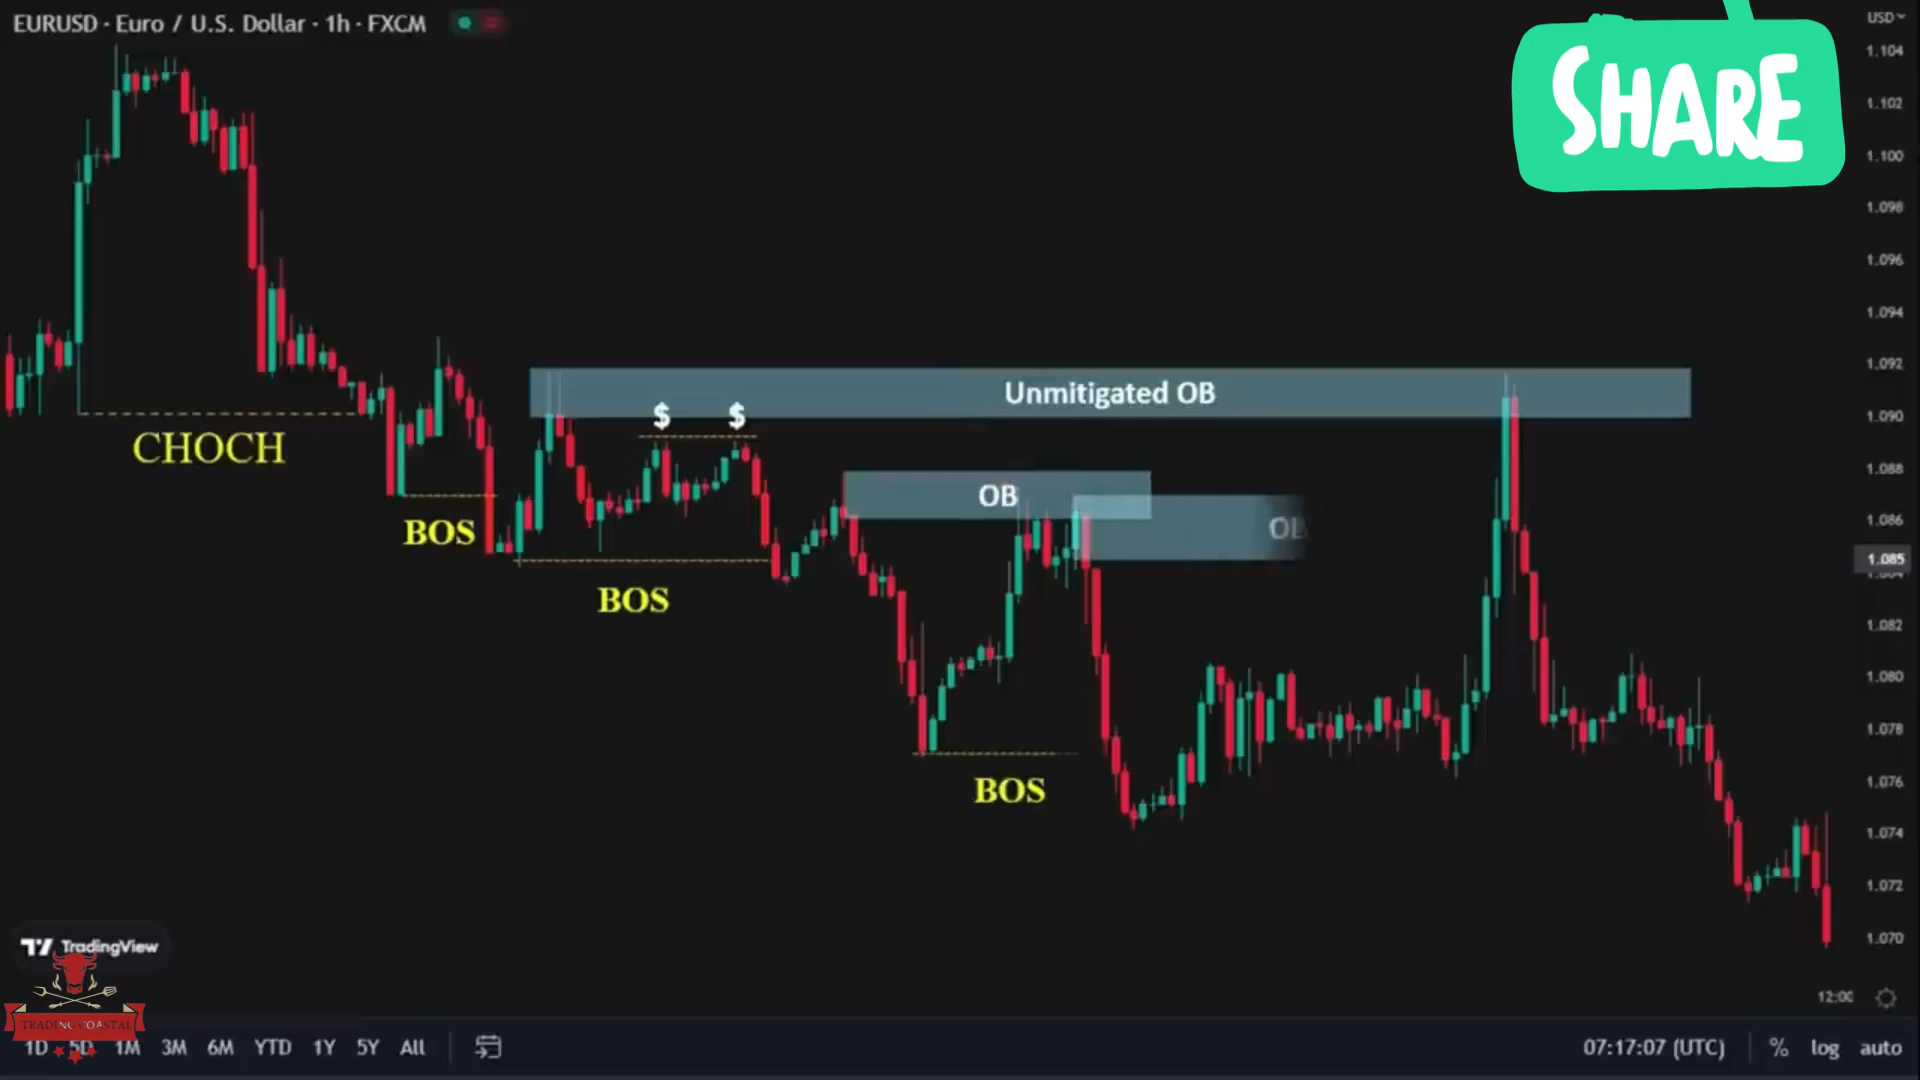 EURUSD · Euro / U.S. Dollar · 1h · FXCM
USD
SHARE
1.104
1.102
1.100
1.098
1.096
1.094
1.092
1.090
1.088
1.086
1.085
1.082
1.080
1.078
1.076
1.074
1.072
1.070
Unmitigated OB
$ $
CHOCH
OB
BOS
BOS
BOS
TradingView
TRADING COASTAL
12:00
1D 5D 1M 3M 6M YTD 1Y 5Y All
07:17:07 (UTC) % log auto